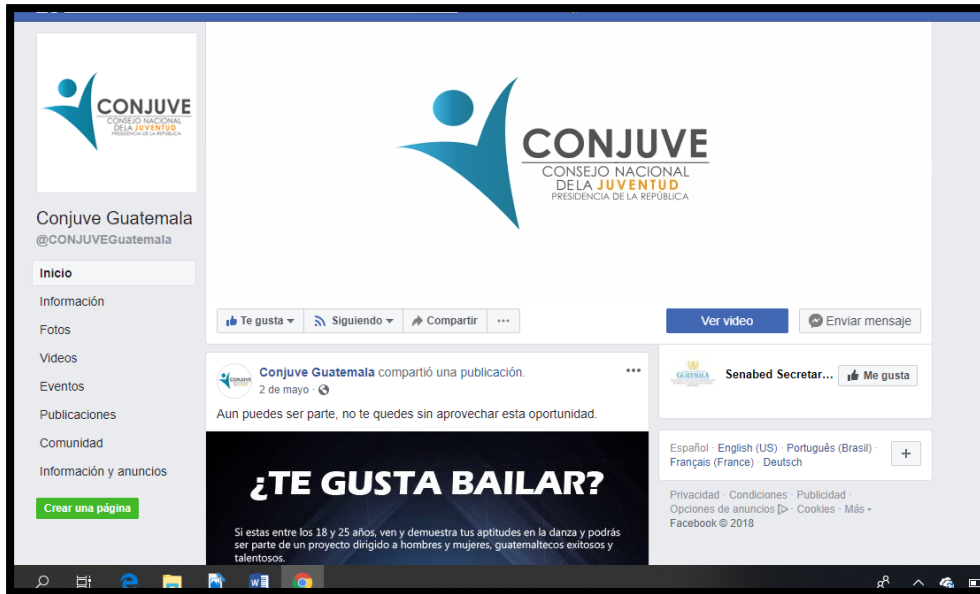 CONJUVE
CONSEJO NACIONAL
DE LA JUVENTUD
PRESIDENCIA DE LA REPÚBLICA
Conjuve Guatemala
@CONJUVEGuatemala
Inicio
Información
Fotos
Videos
Eventos
Publicaciones
Comunidad
Información y anuncios
Crear una página
CONJUVE
CONSEJO NACIONAL
DE LA JUVENTUD
PRESIDENCIA DE LA REPÚBLICA
Te gusta
Siguiendo
Compartir
Ver video
Enviar mensaje
Conjuve Guatemala compartió una publicación.
2 de mayo ·
Aun puedes ser parte, no te quedes sin aprovechar esta oportunidad.
¿TE GUSTA BAILAR?
Si estas entre los 18 y 25 años, ven y demuestra tus aptitudes en la danza y podrás
ser parte de un proyecto dirigido a hombres y mujeres, guatemaltecos exitosos y
talentosos.
GUATEMALA
Senabed Secretar...
Me gusta
Español · English (US) · Português (Brasil) ·
Français (France) · Deutsch
+
Privacidad · Condiciones · Publicidad ·
Opciones de anuncios · Cookies · Más
Facebook © 2018